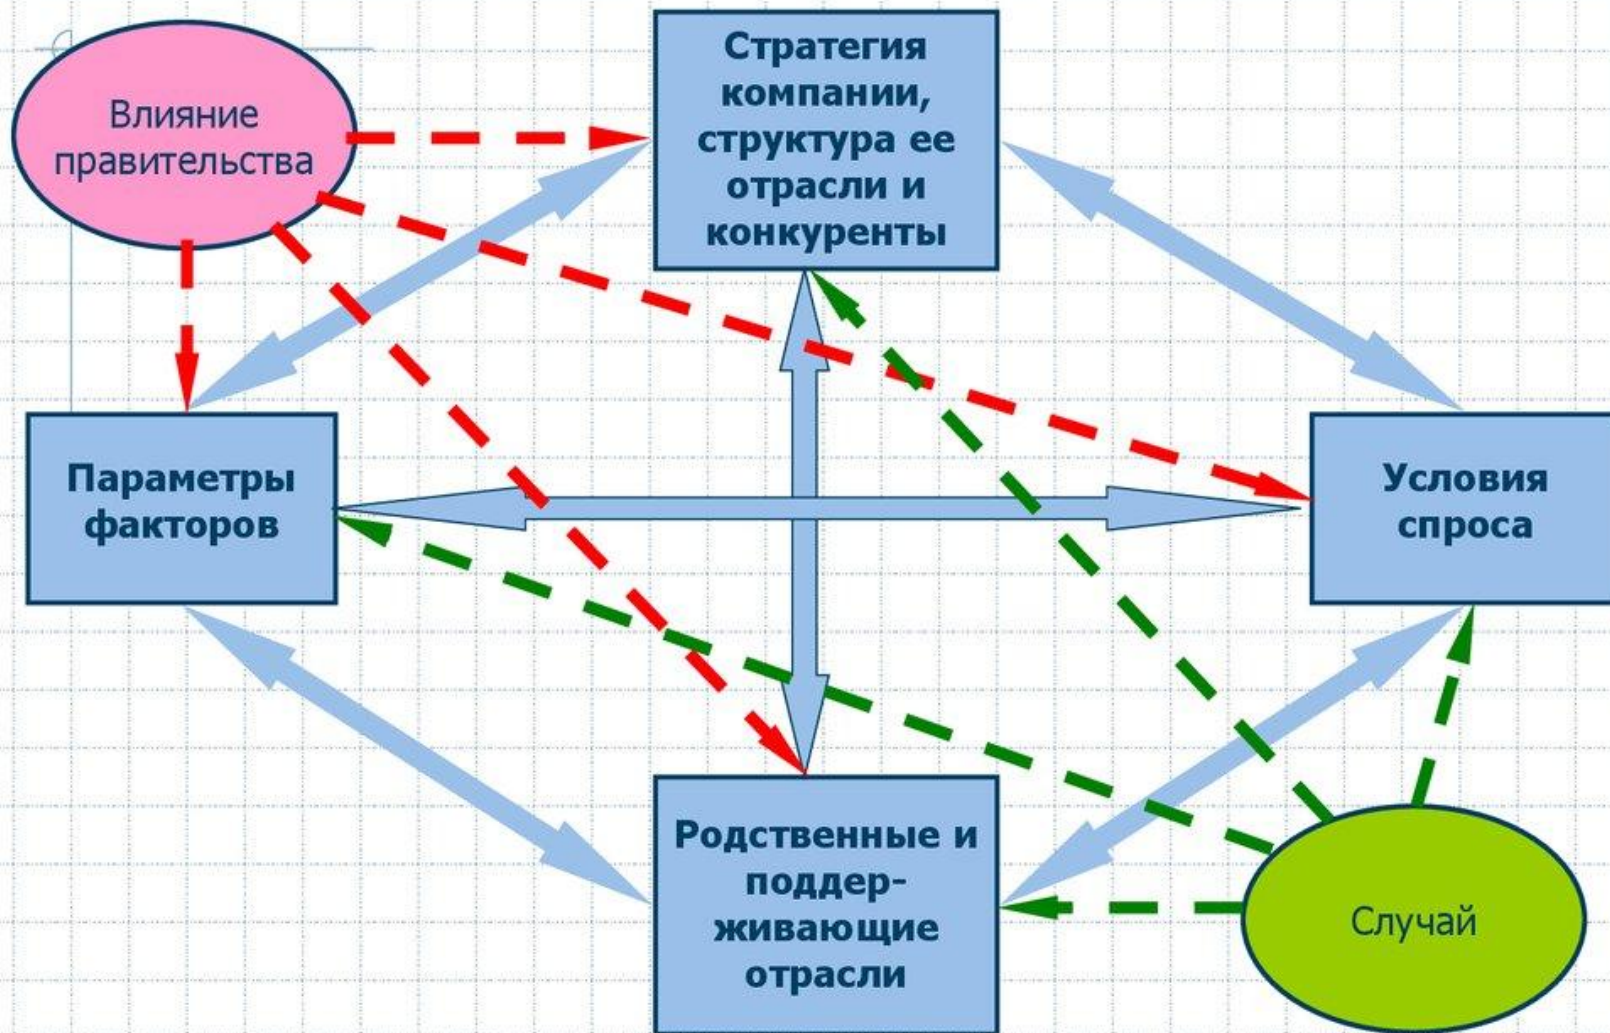 Влияние
правительства
Стратегия
компании,
структура ее
отрасли и
конкуренты
Параметры
факторов
Условия
спроса
Родственные и
поддер-
живающие
отрасли
Случай